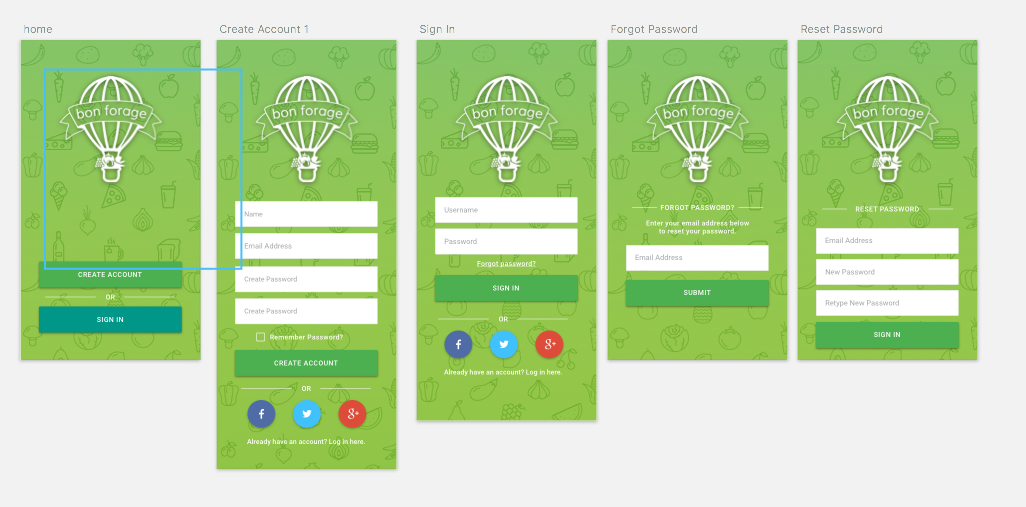 home
Create Account 1
Sign In
Forgot Password
Reset Password
bon forage
CREATE ACCOUNT
OR
SIGN IN
bon forage
Name
Email Address
Create Password
Create Password
Remember Password?
CREATE ACCOUNT
OR
f
g+
Already have an account? Log in here.
bon forage
Username
Password
Forgot password?
SIGN IN
OR
f
g+
Already have an account? Log in here.
bon forage
FORGOT PASSWORD?
Enter your email address below
to reset your password.
Email Address
SUBMIT
bon forage
RESET PASSWORD
Email Address
New Password
Retype New Password
SIGN IN